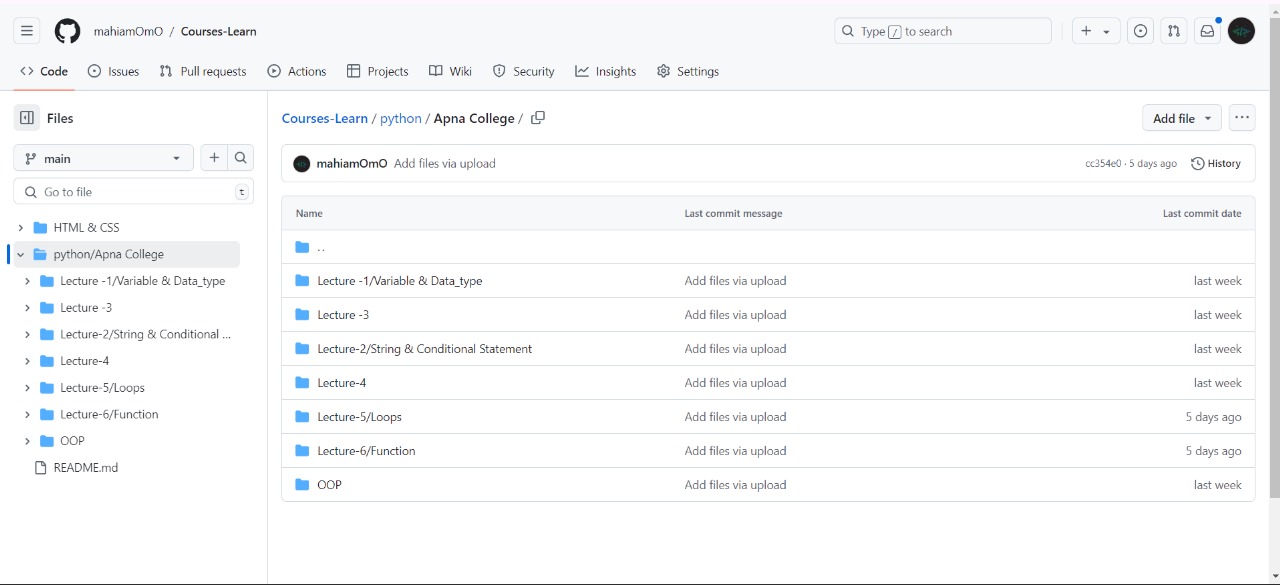 mahiamOmO / Courses-Learn
Type / to search
Code Issues Pull requests Actions Projects Wiki Security Insights Settings
Files
main
Go to file t
HTML & CSS
python/Apna College
Lecture -1/Variable & Data_type
Lecture -3
Lecture-2/String & Conditional ...
Lecture-4
Lecture-5/Loops
Lecture-6/Function
OOP
README.md
Courses-Learn / python / Apna College /
Add file ...
mahiamOmO Add files via upload cc354e0 · 5 days ago History
Name Last commit message Last commit date
..
Lecture -1/Variable & Data_type Add files via upload last week
Lecture -3 Add files via upload last week
Lecture-2/String & Conditional Statement Add files via upload last week
Lecture-4 Add files via upload last week
Lecture-5/Loops Add files via upload 5 days ago
Lecture-6/Function Add files via upload 5 days ago
OOP Add files via upload last week